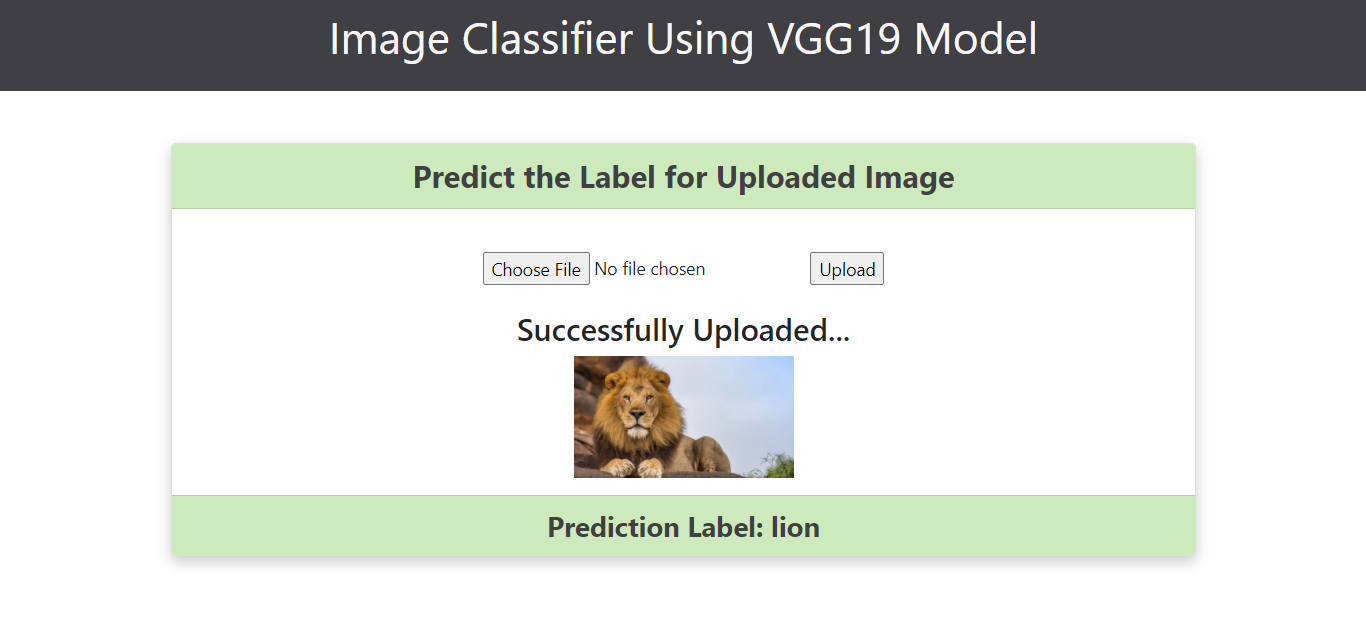 Image Classifier Using VGG19 Model
Predict the Label for Uploaded Image
Choose File No file chosen Upload
Successfully Uploaded...
Prediction Label: lion